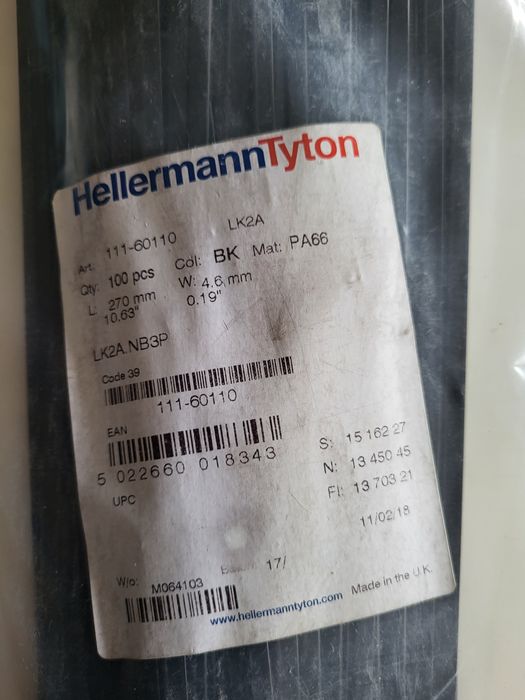 HellermannTyton
Art. 111-60110 LK2A
Qty: 100 pcs Col: BK Mat: PA66
L: 270 mm W: 4.6 mm
10.63" 0.19"
LK2A.NB3P
Code 39
111-60110
EAN
5 022660 018343
UPC
S: 15 162 27
N: 13 450 45
FI: 13 703 21
11/02/18
17/
W/o: M064103
www.hellermanntyton.com Made in the U.K.